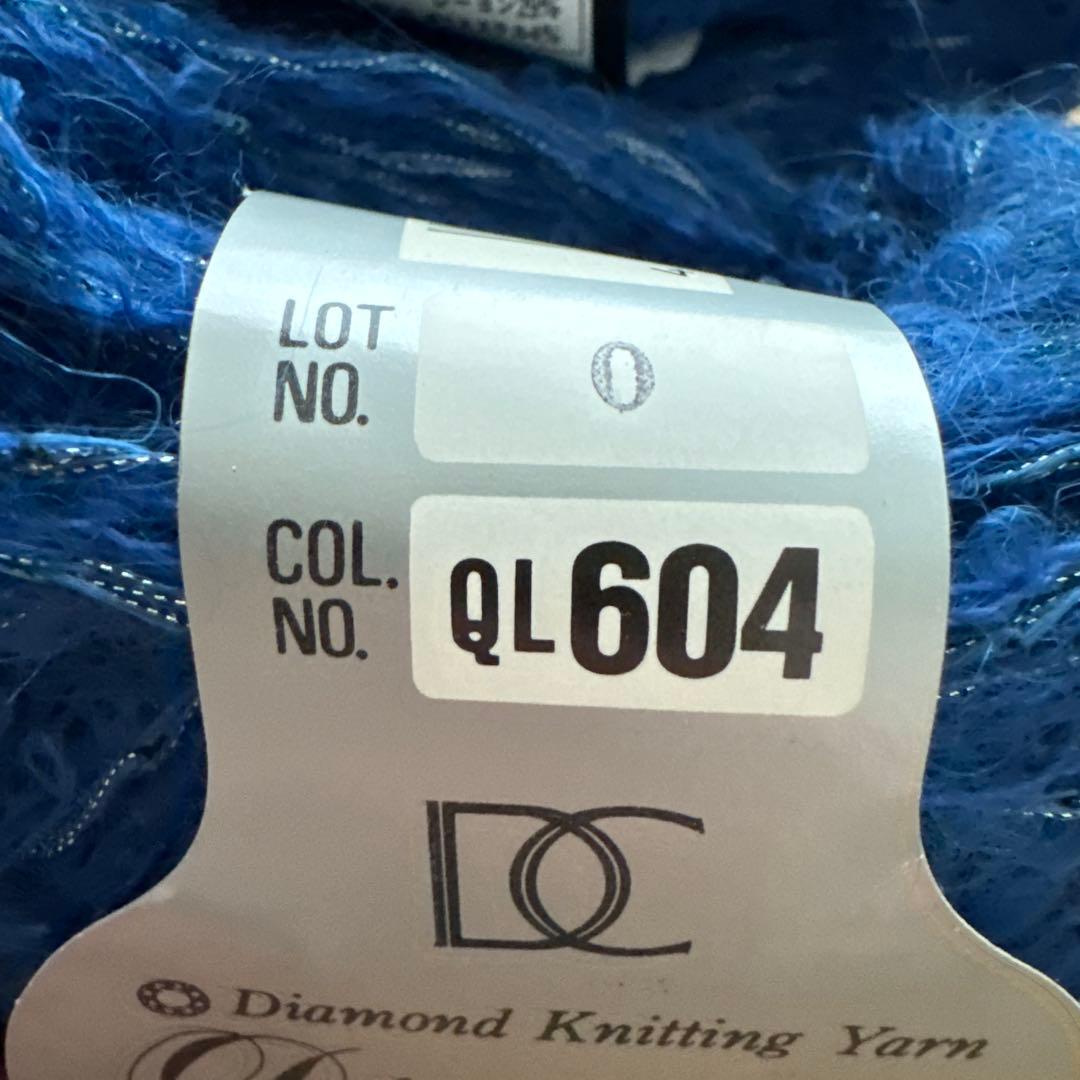 LOT NO. 0
COL. NO. QL604
DC
Diamond Knitting Yarn